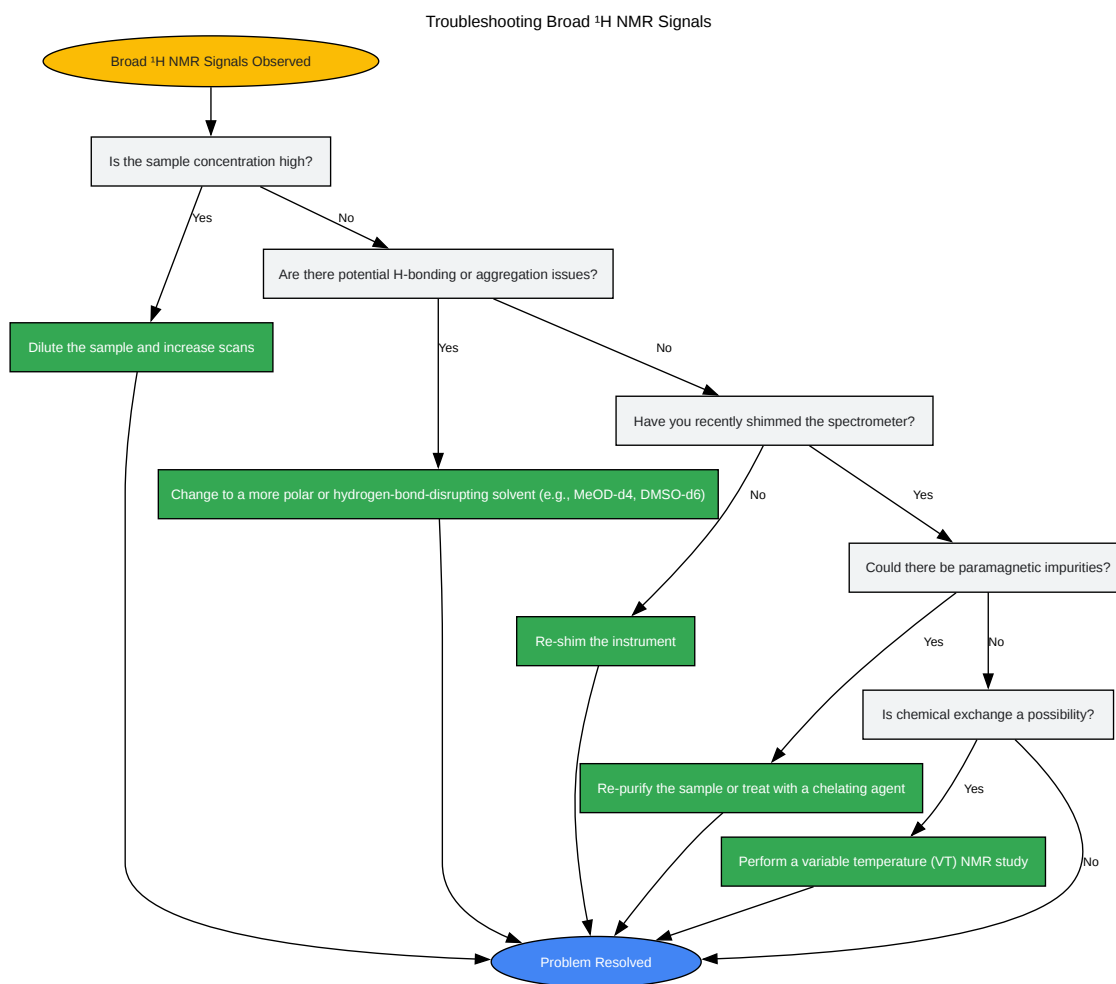 Troubleshooting Broad ¹H NMR Signals
Broad ¹H NMR Signals Observed
Is the sample concentration high?
Yes
No
Are there potential H-bonding or aggregation issues?
Dilute the sample and increase scans
Yes
No
Have you recently shimmed the spectrometer?
Change to a more polar or hydrogen-bond-disrupting solvent (e.g., MeOD-d4, DMSO-d6)
No
Yes
Could there be paramagnetic impurities?
Re-shim the instrument
Yes
No
Is chemical exchange a possibility?
Re-purify the sample or treat with a chelating agent
Yes
Perform a variable temperature (VT) NMR study
No
Problem Resolved